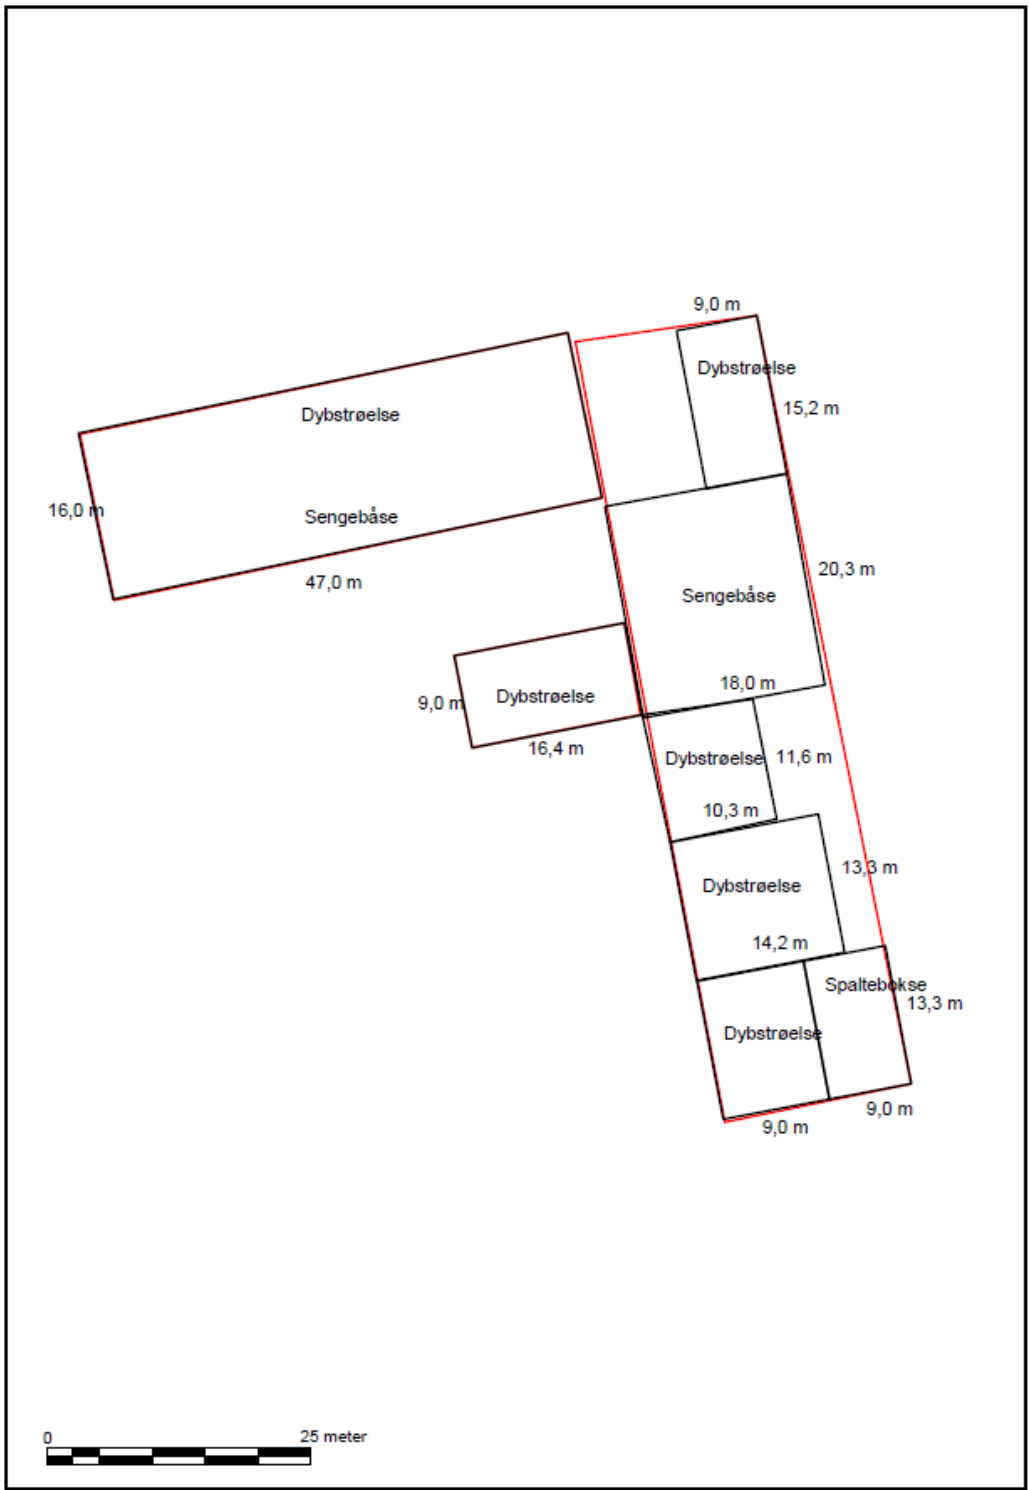 9,0 m
Dybstrøelse
15,2 m
Dybstrøelse
16,0 m
Sengebåse
47,0 m
20,3 m
Sengebåse
18,0 m
Dybstrøelse
9,0 m
16,4 m
Dybstrøelse
11,6 m
10,3 m
13,3 m
Dybstrøelse
14,2 m
Spaltebokse
13,3 m
Dybstrøelse
9,0 m
9,0 m
0
25 meter